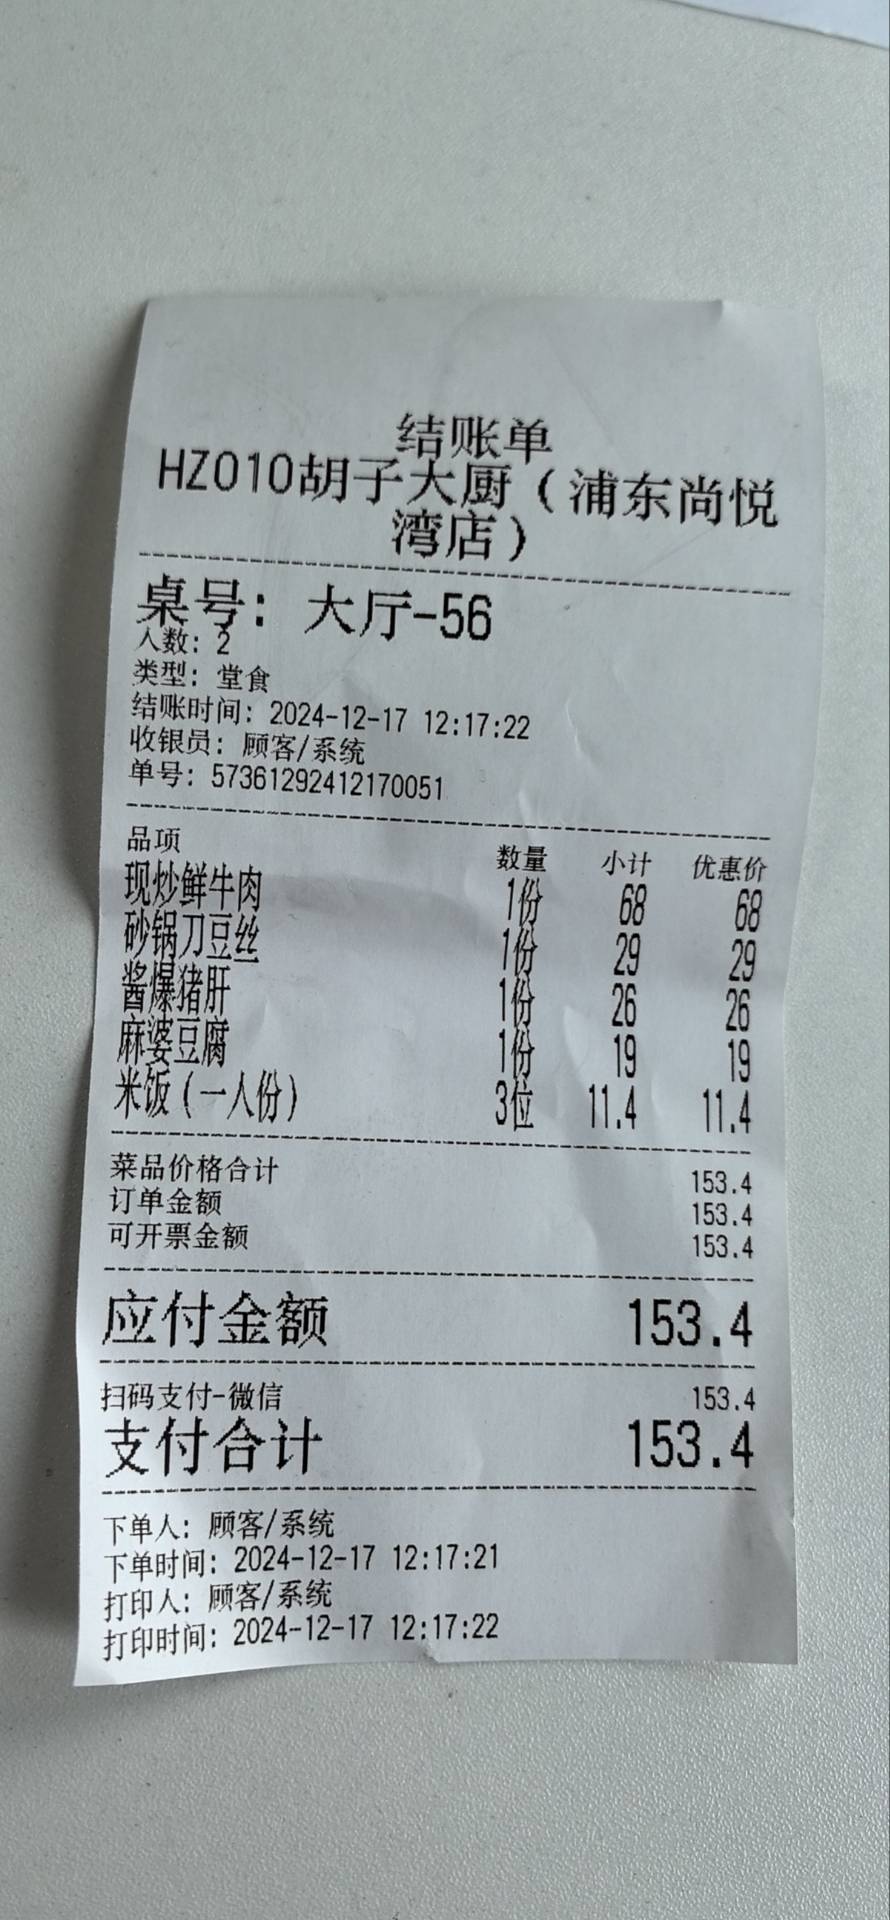 结账单
HZ010胡子大厨（浦东尚悦
湾店）
桌号：大厅-56
人数：2
类型：堂食
结账时间：2024-12-17 12:17:22
收银员：顾客/系统
单号：57361292412170051
品项 数量 小计 优惠价
现炒鲜牛肉 1份 68 68
砂锅刀豆丝 1份 29 29
酱爆猪肝 1份 26 26
麻婆豆腐 1份 19 19
米饭（一人份） 3位 11.4 11.4
菜品价格合计 153.4
订单金额 153.4
可开票金额 153.4
应付金额 153.4
扫码支付-微信 153.4
支付合计 153.4
下单人：顾客/系统
下单时间：2024-12-17 12:17:21
打印人：顾客/系统
打印时间：2024-12-17 12:17:22